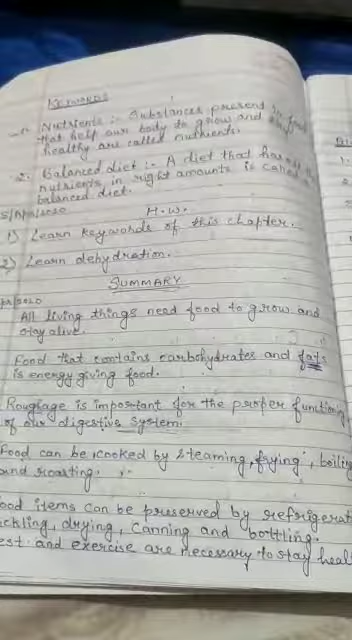 KEYWORDS
1. Nutrients :- Substances present in food
that help our body to grow and stay
healthy are called nutrients.
2. Balanced diet :- A diet that has all
nutrients in right amounts is called
balanced diet.
/2020
H.W.
1) Learn keywords of this chapter.
2) Learn dehydration.
SUMMARY
/2020
All living things need food to grow and
stay alive.
Food that contains carbohydrates and fats
is energy giving food.
Roughage is important for the proper functioning
of our digestive system.
Food can be cooked by steaming, frying, boiling
and roasting.
ood items can be preserved by refrigerat
ickling, drying, canning and bottling.
est and exercise are necessary to stay heal